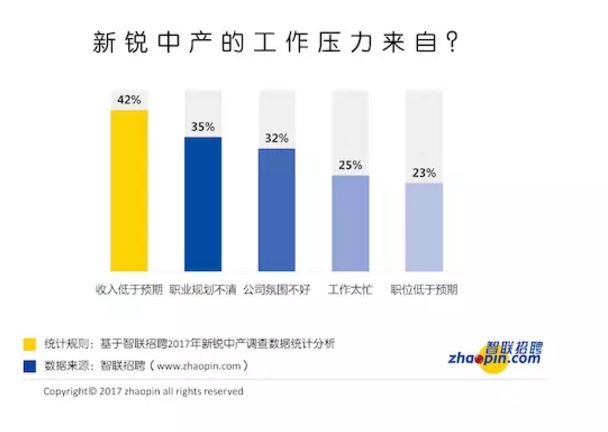 新锐中产的工作压力来自?
42%
35%
32%
25%
23%
收入低于预期 职业规划不清 公司氛围不好 工作太忙 职位低于预期
统计规则：基于智联招聘2017年新锐中产调查数据统计分析
数据来源：智联招聘（www.zhaopin.com）
智联招聘
zhaopin.com
Copyright© 2017 zhaopin all rights reserved